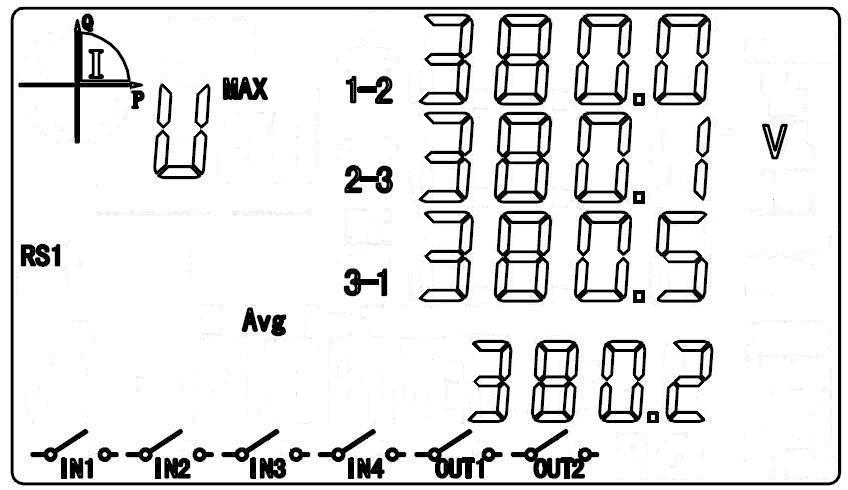 Q
I
P
U MAX
1-2 380.0
2-3 380.1 V
3-1 380.5
RS1
Avg
380.2
IN1 IN2 IN3 IN4 OUT1 OUT2